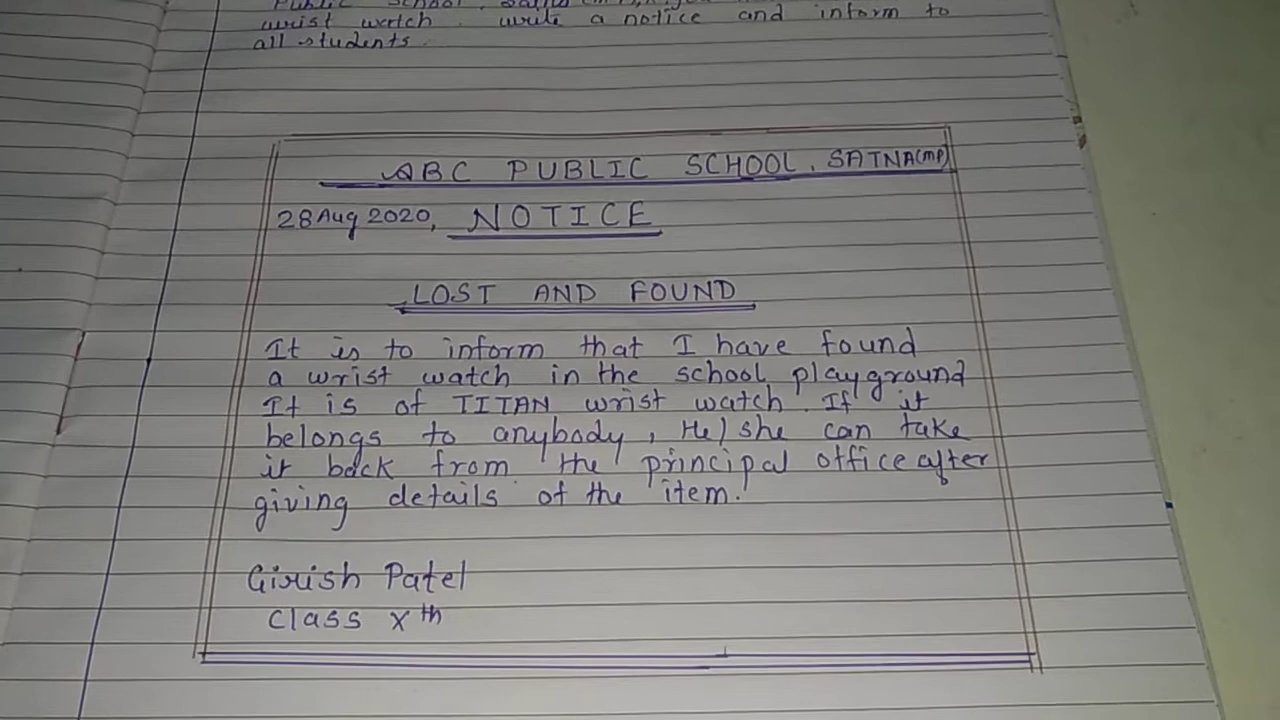 Public School, Satna
wrist watch. write a notice and inform to
all students.
ABC PUBLIC SCHOOL, SATNA(MP)
28 Aug 2020, NOTICE
LOST AND FOUND
It is to inform that I have found
a wrist watch in the school playground
It is of TITAN wrist watch. If it
belongs to anybody, He/she can take
it back from the principal office after
giving details of the item.
Girish Patel
Class Xth